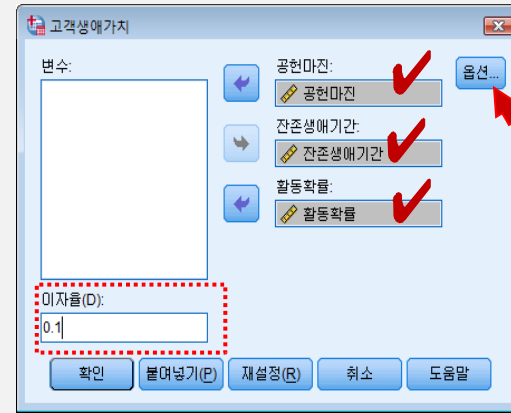 고객생애가치
변수:
공헌마진:
공헌마진
옵션...
잔존생애기간:
잔존생애기간
활동확률:
활동확률
이자율(D):
0.1
확인 붙여넣기(P) 재설정(R) 취소 도움말